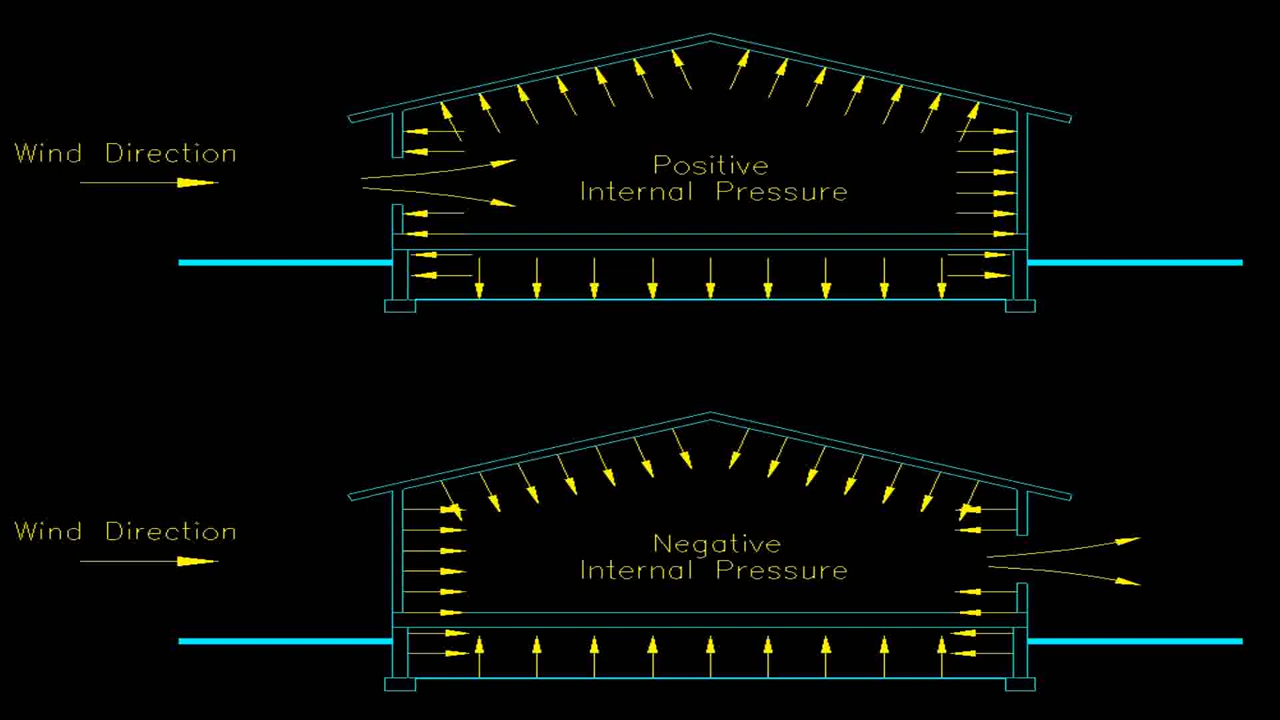 Wind Direction
Positive
Internal Pressure
Wind Direction
Negative
Internal Pressure